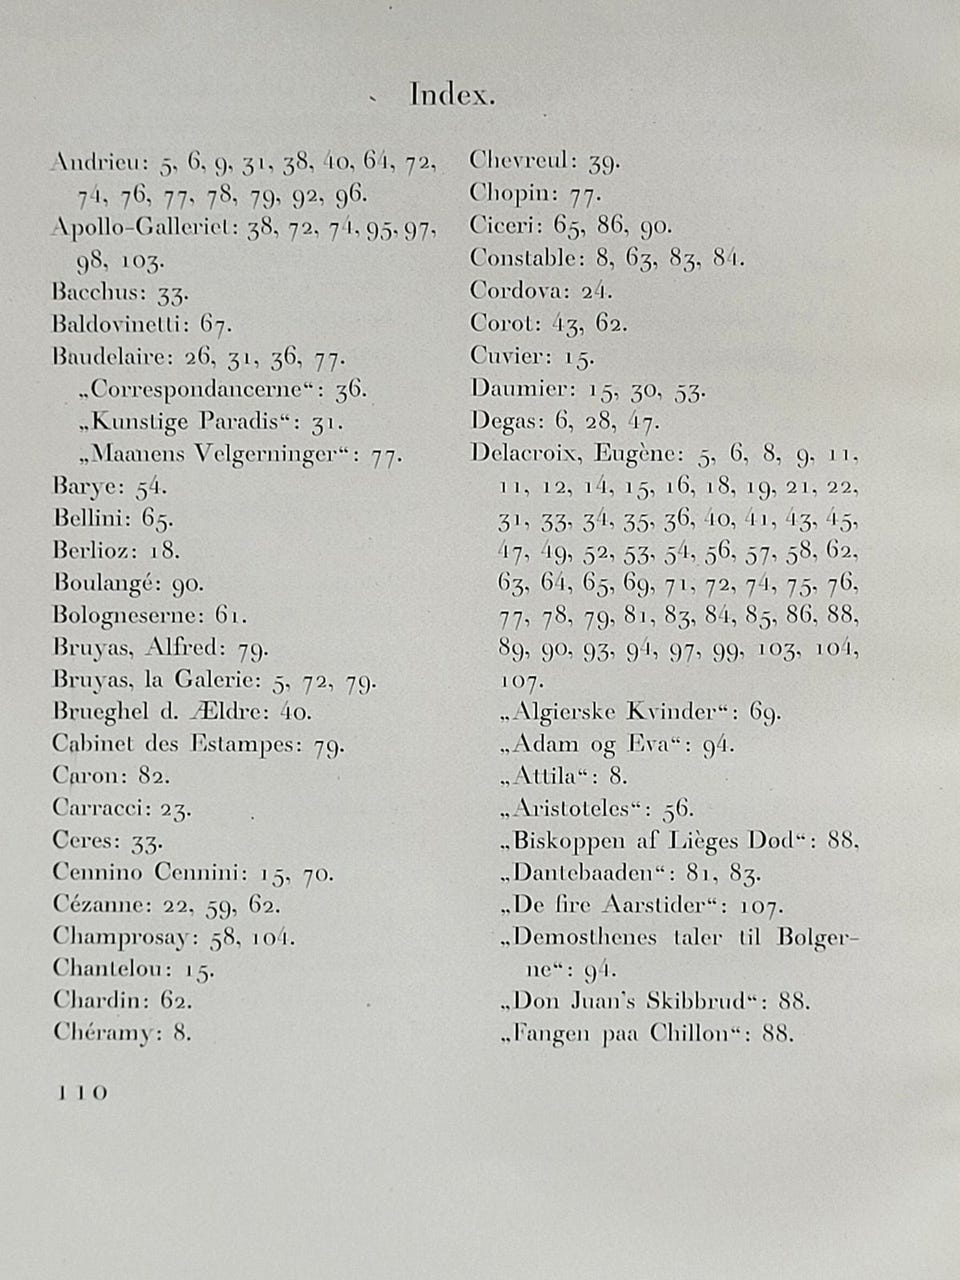 Index.
Andrieu: 5, 6, 9, 31, 38, 40, 64, 72,
74, 76, 77, 78, 79, 92, 96.
Apollo-Galleriet: 38, 72, 74, 95, 97,
98, 103.
Bacchus: 33.
Baldovinetti: 67.
Baudelaire: 26, 31, 36, 77.
„Correspondancerne“: 36.
„Kunstige Paradis“: 31.
„Maanens Velgerninger“: 77.
Barye: 54.
Bellini: 65.
Berlioz: 18.
Boulangé: 90.
Bologneserne: 61.
Bruyas, Alfred: 79.
Bruyas, la Galerie: 5, 72, 79.
Brueghel d. Ældre: 40.
Cabinet des Estampes: 79.
Caron: 82.
Carracci: 23.
Ceres: 33.
Cennino Cennini: 15, 70.
Cézanne: 22, 59, 62.
Champrosay: 58, 104.
Chantelou: 15.
Chardin: 62.
Chéramy: 8.
Chevreul: 39.
Chopin: 77.
Ciceri: 65, 86, 90.
Constable: 8, 63, 83, 84.
Cordova: 24.
Corot: 43, 62.
Cuvier: 15.
Daumier: 15, 30, 53.
Degas: 6, 28, 47.
Delacroix, Eugène: 5, 6, 8, 9, 11,
11, 12, 14, 15, 16, 18, 19, 21, 22,
31, 33, 34, 35, 36, 40, 41, 43, 45,
47, 49, 52, 53, 54, 56, 57, 58, 62,
63, 64, 65, 69, 71, 72, 74, 75, 76,
77, 78, 79, 81, 83, 84, 85, 86, 88,
89, 90, 93, 94, 97, 99, 103, 104,
107.
„Algierske Kvinder“: 69.
„Adam og Eva“: 94.
„Attila“: 8.
„Aristoteles“: 56.
„Biskoppen af Lièges Død“: 88.
„Dantebaaden“: 81, 83.
„De fire Aarstider“: 107.
„Demosthenes taler til Bølger-
ne“: 94.
„Don Juan's Skibbrud“: 88.
„Fangen paa Chillon“: 88.
110